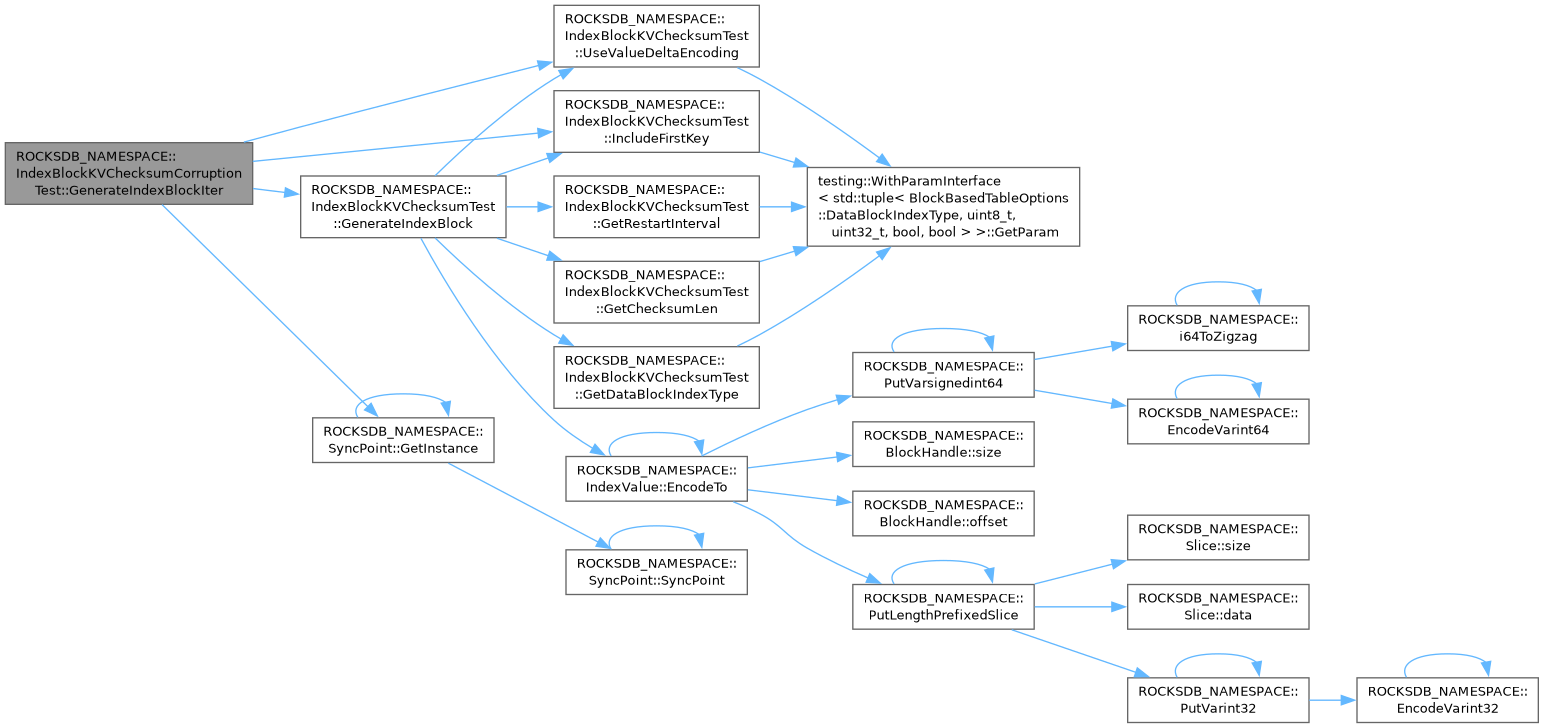 ROCKSDB_NAMESPACE::
IndexBlockKVChecksumCorruption
Test::GenerateIndexBlockIter
ROCKSDB_NAMESPACE::
IndexBlockKVChecksumTest
::GenerateIndexBlock
ROCKSDB_NAMESPACE::
SyncPoint::GetInstance
ROCKSDB_NAMESPACE::
IndexBlockKVChecksumTest
::UseValueDeltaEncoding
ROCKSDB_NAMESPACE::
IndexBlockKVChecksumTest
::IncludeFirstKey
ROCKSDB_NAMESPACE::
IndexBlockKVChecksumTest
::GetRestartInterval
ROCKSDB_NAMESPACE::
IndexBlockKVChecksumTest
::GetChecksumLen
ROCKSDB_NAMESPACE::
IndexBlockKVChecksumTest
::GetDataBlockIndexType
ROCKSDB_NAMESPACE::
IndexValue::EncodeTo
ROCKSDB_NAMESPACE::
SyncPoint::SyncPoint
testing::WithParamInterface
< std::tuple< BlockBasedTableOptions
::DataBlockIndexType, uint8_t,
uint32_t, bool, bool > >::GetParam
ROCKSDB_NAMESPACE::
PutVarsignedint64
ROCKSDB_NAMESPACE::
BlockHandle::size
ROCKSDB_NAMESPACE::
BlockHandle::offset
ROCKSDB_NAMESPACE::
PutLengthPrefixedSlice
ROCKSDB_NAMESPACE::
i64ToZigzag
ROCKSDB_NAMESPACE::
EncodeVarint64
ROCKSDB_NAMESPACE::
Slice::size
ROCKSDB_NAMESPACE::
Slice::data
ROCKSDB_NAMESPACE::
PutVarint32
ROCKSDB_NAMESPACE::
EncodeVarint32